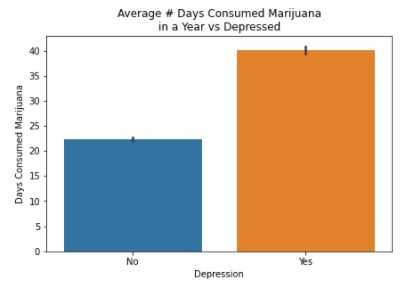 Average # Days Consumed Marijuana
in a Year vs Depressed
40
35
30
25
20
15
10
5
0
Days Consumed Marijuana
No
Yes
Depression